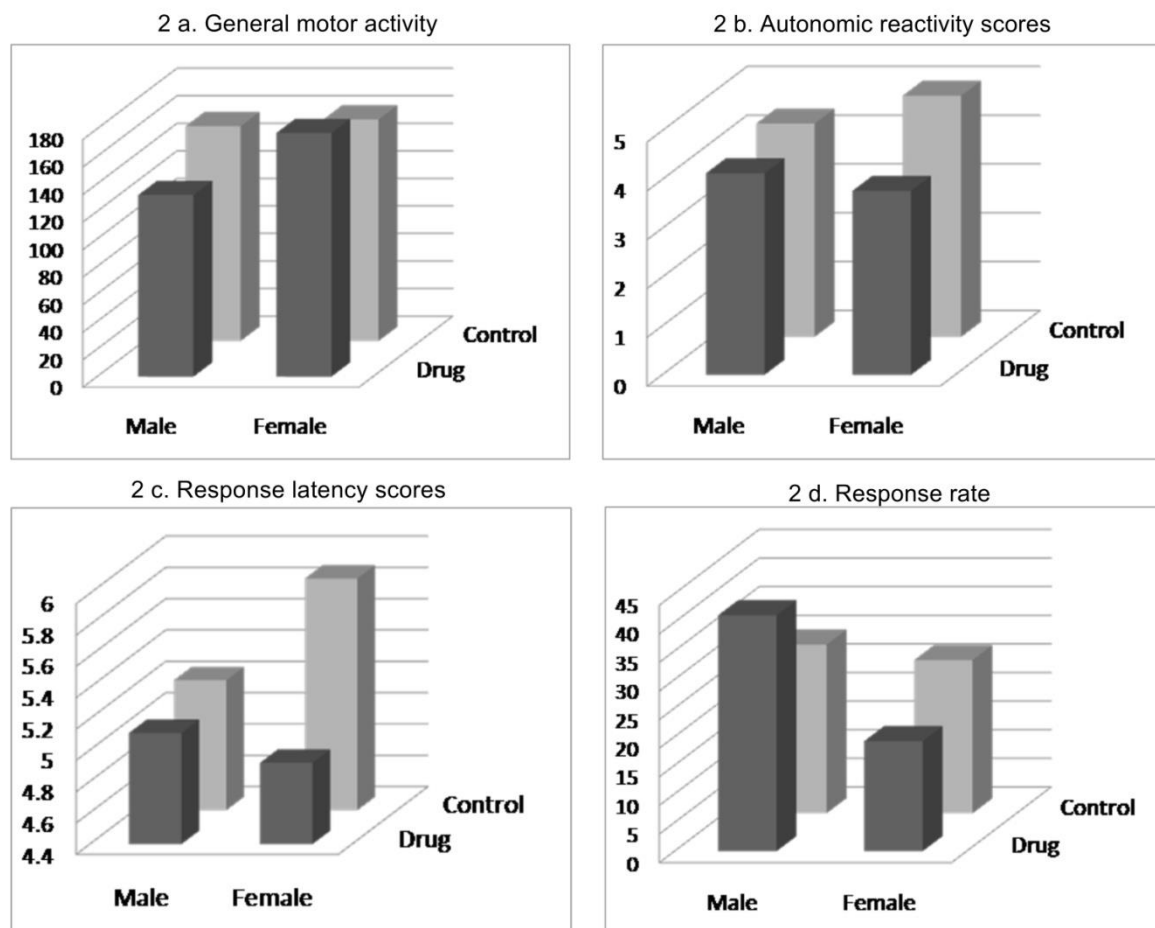 2 a. General motor activity
180
160
140
120
100
80
60
40
20
0
Male Female
Drug
Control
2 b. Autonomic reactivity scores
5
4
3
2
1
0
Male Female
Drug
Control
2 c. Response latency scores
6
5.8
5.6
5.4
5.2
5
4.8
4.6
4.4
Male Female
Drug
Control
2 d. Response rate
45
40
35
30
25
20
15
10
5
0
Male Female
Drug
Control